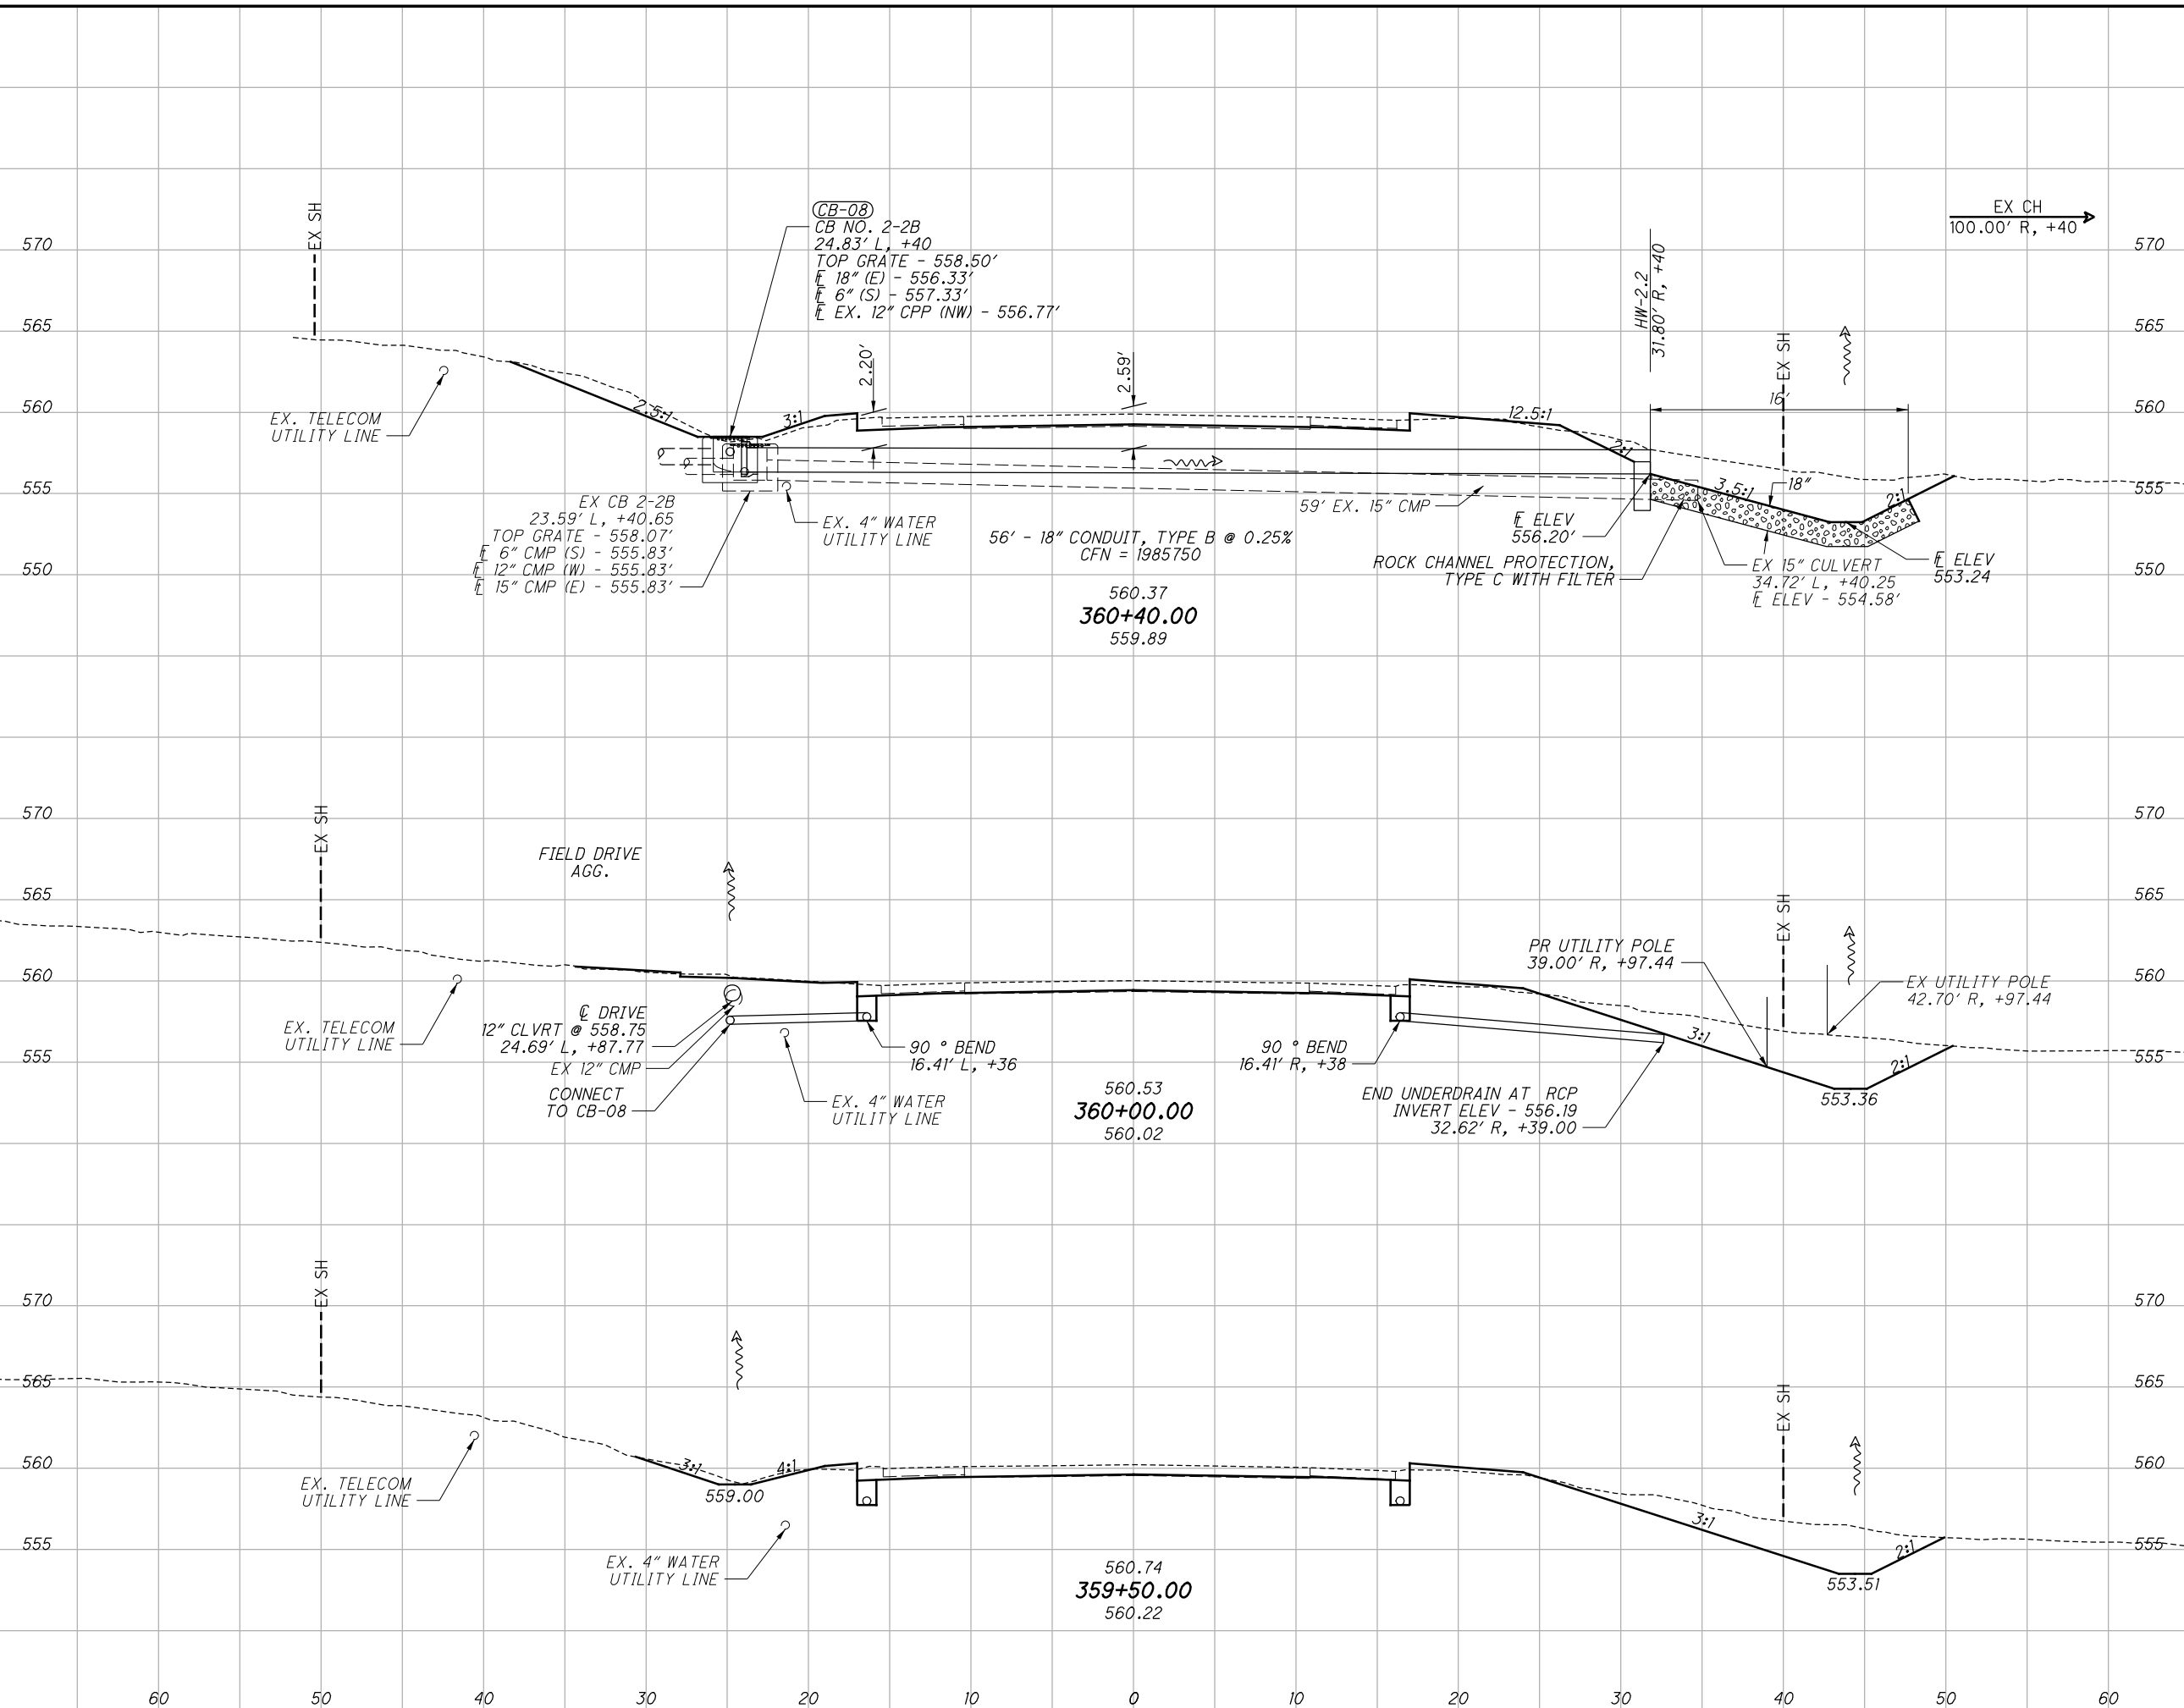 EX SH
CB-08
CB NO. 2-2B
24.83' L, +40
TOP GRATE - 558.50'
℄ 18" (E) - 556.33'
℄ 6" (S) - 557.33'
℄ EX. 12" CPP (NW) - 556.77'
EX CH
100.00' R, +40
HW-2.2
31.80' R, +40
EX SH
570
570
565
565
560
560
555
555
550
550
2.20'
2.59'
16'
EX. TELECOM
UTILITY LINE
2.5:1
3:1
12.5:1
2:1
3.5:1
18"
2:1
EX CB 2-2B
23.59' L, +40.65
TOP GRATE - 558.07'
℄ 6" CMP (S) - 555.83'
℄ 12" CMP (W) - 555.83'
℄ 15" CMP (E) - 555.83'
EX. 4" WATER
UTILITY LINE
56' - 18" CONDUIT, TYPE B @ 0.25%
CFN = 1985750
59' EX. 15" CMP
℄ ELEV
556.20'
ROCK CHANNEL PROTECTION,
TYPE C WITH FILTER
EX 15" CULVERT
34.72' L, +40.25
℄ ELEV - 554.58'
℄ ELEV
553.24
560.37
360+40.00
559.89
570
570
565
565
560
560
555
555
EX SH
FIELD DRIVE
AGG.
EX SH
PR UTILITY POLE
39.00' R, +97.44
EX UTILITY POLE
42.70' R, +97.44
EX. TELECOM
UTILITY LINE
℄ DRIVE
12" CLVRT @ 558.75
24.69' L, +87.77
EX 12" CMP
CONNECT
TO CB-08
90 ° BEND
16.41' L, +36
EX. 4" WATER
UTILITY LINE
90 ° BEND
16.41' R, +38
END UNDERDRAIN AT RCP
INVERT ELEV - 556.19
32.62' R, +39.00
3:1
2:1
553.36
560.53
360+00.00
560.02
570
570
565
565
560
560
555
555
EX SH
EX SH
EX. TELECOM
UTILITY LINE
3:1
4:1
559.00
EX. 4" WATER
UTILITY LINE
3:1
2:1
553.51
560.74
359+50.00
560.22
60
50
40
30
20
10
0
10
20
30
40
50
60